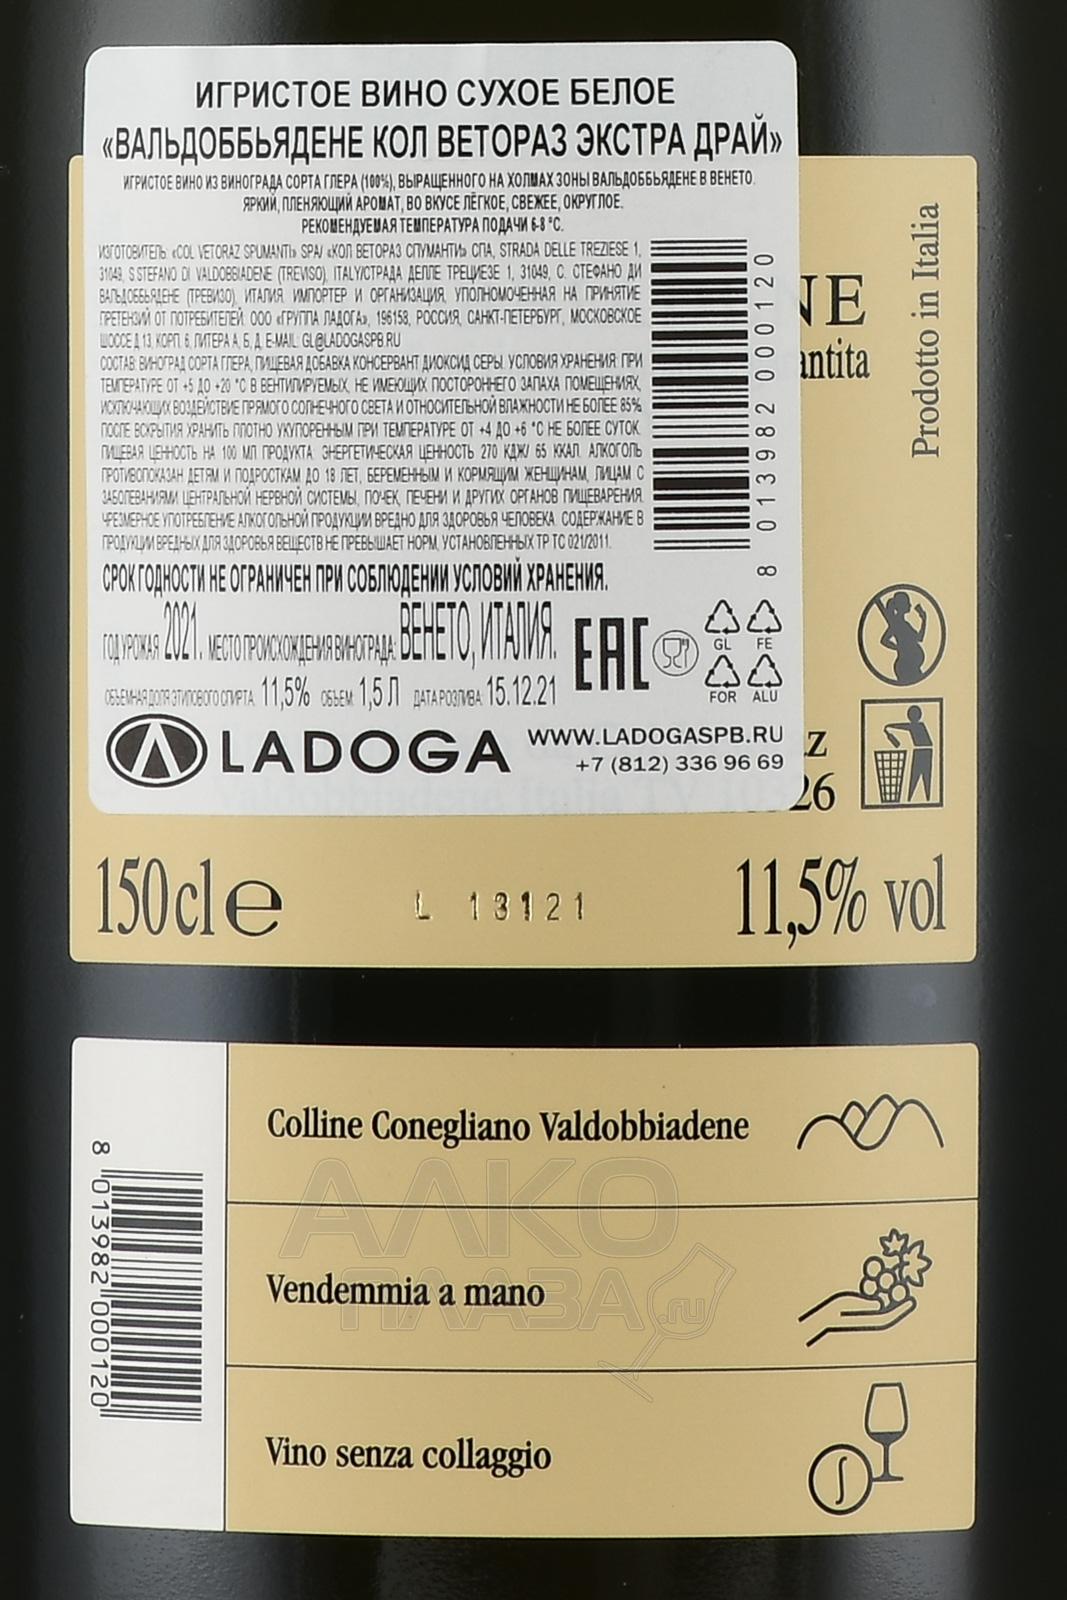 ИГРИСТОЕ ВИНО СУХОЕ БЕЛОЕ
«ВАЛЬДОББЬЯДЕНЕ КОЛ ВЕТОРАЗ ЭКСТРА ДРАЙ»
ИГРИСТОЕ ВИНО ИЗ ВИНОГРАДА СОРТА ГЛЕРА (100%), ВЫРАЩЕННОГО НА ХОЛМАХ ЗОНЫ ВАЛЬДОББЬЯДЕНЕ В ВЕНЕТО.
ЯРКИЙ, ПЛЕНЯЮЩИЙ АРОМАТ, ВО ВКУСЕ ЛЁГКОЕ, СВЕЖЕЕ, ОКРУГЛОЕ.
РЕКОМЕНДУЕМАЯ ТЕМПЕРАТУРА ПОДАЧИ 6-8 °C.
ИЗГОТОВИТЕЛЬ: «COL VETORAZ SPUMANTI» SPA/ «КОЛ ВЕТОРАЗ СПУМАНТИ» СПА, STRADA DELLE TREZIESE 1,
31049, S.STEFANO DI VALDOBBIADENE (TREVISO), ITALY/СТРАДА ДЕЛЛЕ ТРЕЦИЕЗЕ 1, 31049, С. СТЕФАНО ДИ
ВАЛЬДОББЬЯДЕНЕ (ТРЕВИЗО), ИТАЛИЯ. ИМПОРТЕР И ОРГАНИЗАЦИЯ, УПОЛНОМОЧЕННАЯ НА ПРИНЯТИЕ
ПРЕТЕНЗИЙ ОТ ПОТРЕБИТЕЛЕЙ: ООО «ГРУППА ЛАДОГА», 196158, РОССИЯ, САНКТ-ПЕТЕРБУРГ, МОСКОВСКОЕ
ШОССЕ Д.13, КОРП. 6, ЛИТЕРА А, Б, Д, E-MAIL: GL@LADOGASPB.RU
СОСТАВ: ВИНОГРАД СОРТА ГЛЕРА, ПИЩЕВАЯ ДОБАВКА КОНСЕРВАНТ ДИОКСИД СЕРЫ. УСЛОВИЯ ХРАНЕНИЯ: ПРИ
ТЕМПЕРАТУРЕ ОТ +5 ДО +20 °C В ВЕНТИЛИРУЕМЫХ, НЕ ИМЕЮЩИХ ПОСТОРОННЕГО ЗАПАХА ПОМЕЩЕНИЯХ,
ИСКЛЮЧАЮЩИХ ВОЗДЕЙСТВИЕ ПРЯМОГО СОЛНЕЧНОГО СВЕТА И ОТНОСИТЕЛЬНОЙ ВЛАЖНОСТИ НЕ БОЛЕЕ 85%
ПОСЛЕ ВСКРЫТИЯ ХРАНИТЬ ПЛОТНО УКУПОРЕННЫМ ПРИ ТЕМПЕРАТУРЕ ОТ +4 ДО +6 °C НЕ БОЛЕЕ СУТОК.
ПИЩЕВАЯ ЦЕННОСТЬ НА 100 МЛ ПРОДУКТА: ЭНЕРГЕТИЧЕСКАЯ ЦЕННОСТЬ 270 КДЖ/ 65 ККАЛ. АЛКОГОЛЬ
ПРОТИВОПОКАЗАН ДЕТЯМ И ПОДРОСТКАМ ДО 18 ЛЕТ, БЕРЕМЕННЫМ И КОРМЯЩИМ ЖЕНЩИНАМ, ЛИЦАМ С
ЗАБОЛЕВАНИЯМИ ЦЕНТРАЛЬНОЙ НЕРВНОЙ СИСТЕМЫ, ПОЧЕК, ПЕЧЕНИ И ДРУГИХ ОРГАНОВ ПИЩЕВАРЕНИЯ.
ЧРЕЗМЕРНОЕ УПОТРЕБЛЕНИЕ АЛКОГОЛЬНОЙ ПРОДУКЦИИ ВРЕДНО ДЛЯ ЗДОРОВЬЯ ЧЕЛОВЕКА. СОДЕРЖАНИЕ В
ПРОДУКЦИИ ВРЕДНЫХ ДЛЯ ЗДОРОВЬЯ ВЕЩЕСТВ НЕ ПРЕВЫШАЕТ НОРМ, УСТАНОВЛЕННЫХ ТР ТС 021/2011.
СРОК ГОДНОСТИ НЕ ОГРАНИЧЕН ПРИ СОБЛЮДЕНИИ УСЛОВИЙ ХРАНЕНИЯ.
ГОД УРОЖАЯ: 2021. МЕСТО ПРОИСХОЖДЕНИЯ ВИНОГРАДА: ВЕНЕТО, ИТАЛИЯ.
ОБЪЕМНАЯ ДОЛЯ ЭТИЛОВОГО СПИРТА: 11,5% ОБЪЕМ: 1,5 Л ДАТА РОЗЛИВА: 15.12.21
8 013982 000120
EAC
GL FE
FOR ALU
LADOGA
WWW.LADOGASPB.RU
+7 (812) 336 96 69
NE
antita
Prodotto in Italia
z
26
150cl e
L 13121
11,5% vol
8 013982 000120
Colline Conegliano Valdobbiadene
Vendemmia a mano
Vino senza collaggio
АЛКО
ПЛАЗА
.ru